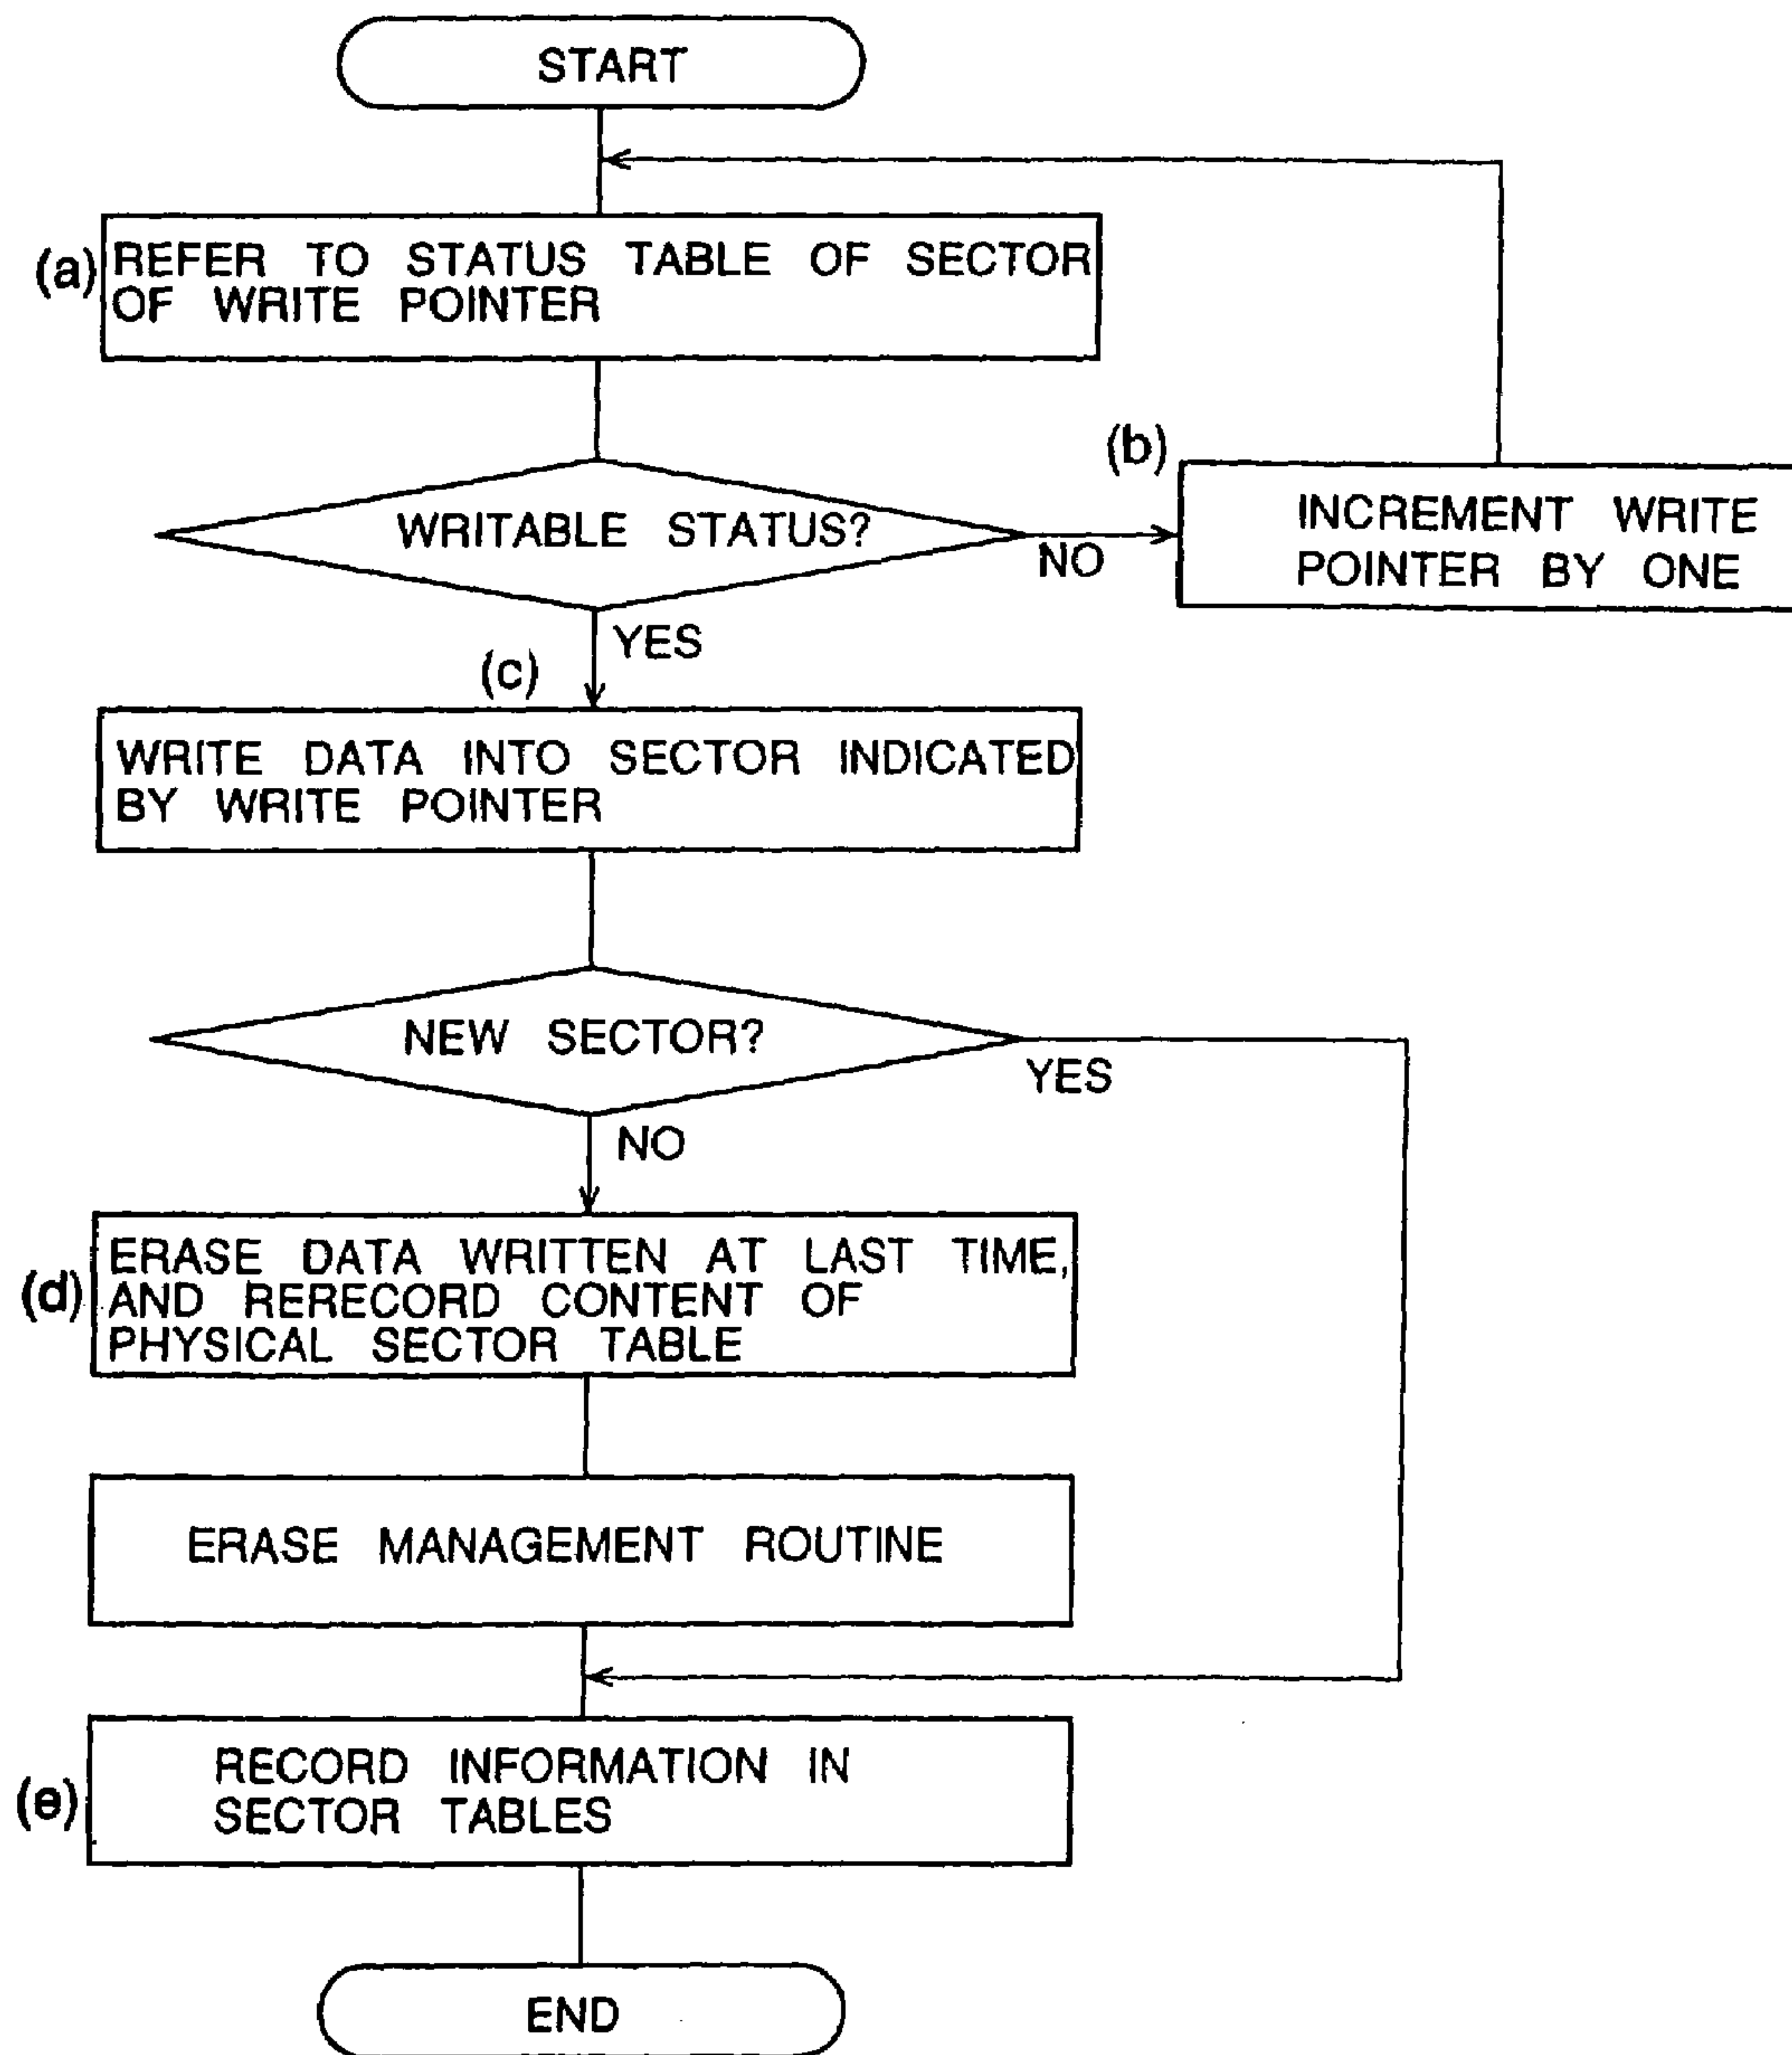 START
(a)
REFER TO STATUS TABLE OF SECTOR
OF WRITE POINTER
(b)
INCREMENT WRITE
POINTER BY ONE
WRITABLE STATUS?
NO
YES
(c)
WRITE DATA INTO SECTOR INDICATED
BY WRITE POINTER
NEW SECTOR?
YES
NO
(d)
ERASE DATA WRITTEN AT LAST TIME,
AND RERECORD CONTENT OF
PHYSICAL SECTOR TABLE
ERASE MANAGEMENT ROUTINE
(e)
RECORD INFORMATION IN
SECTOR TABLES
END